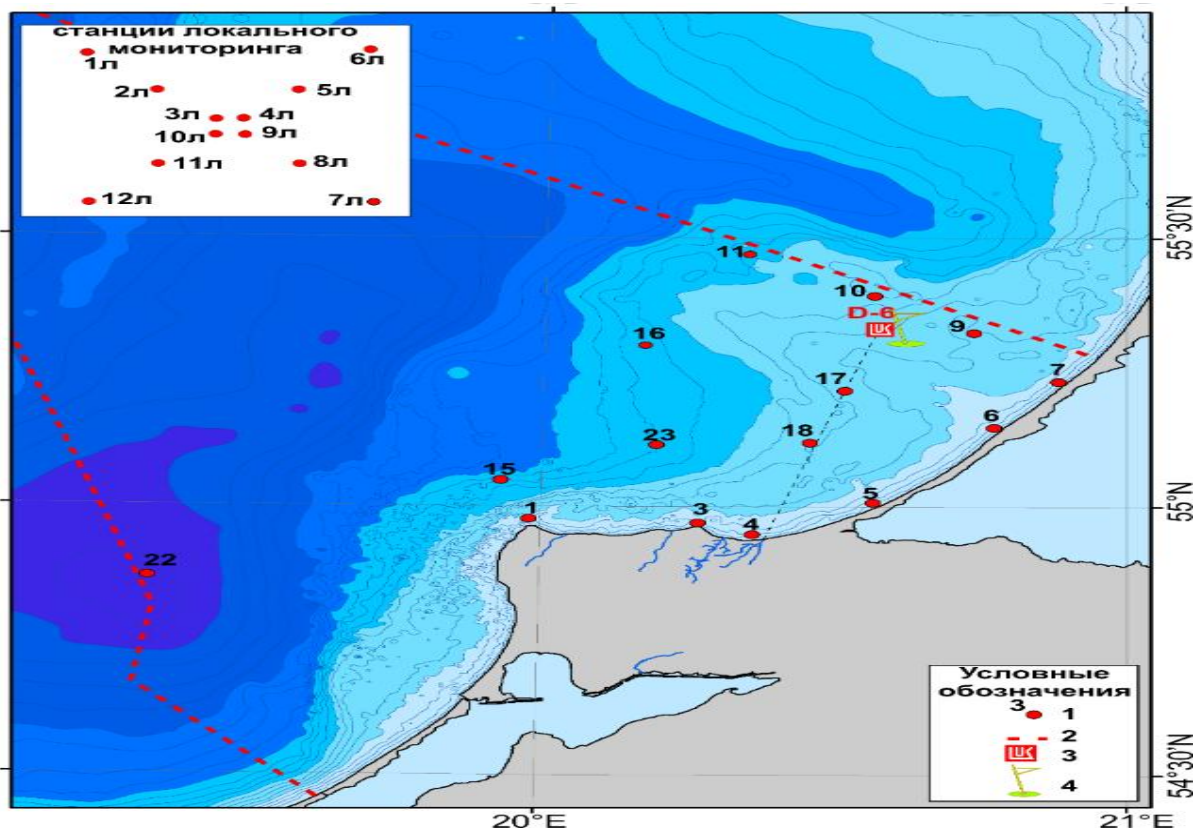 станции локального
мониторинга
1л
6л
2л
5л
3л
4л
10л
9л
11л
8л
12л
7л
55°30'N
11
10
D-6
LUK
9
16
7
17
6
23
18
15
5
55°N
1
3
4
22
Условные
обозначения
3
1
2
LUK
3
4
54°30'N
20°E
21°E